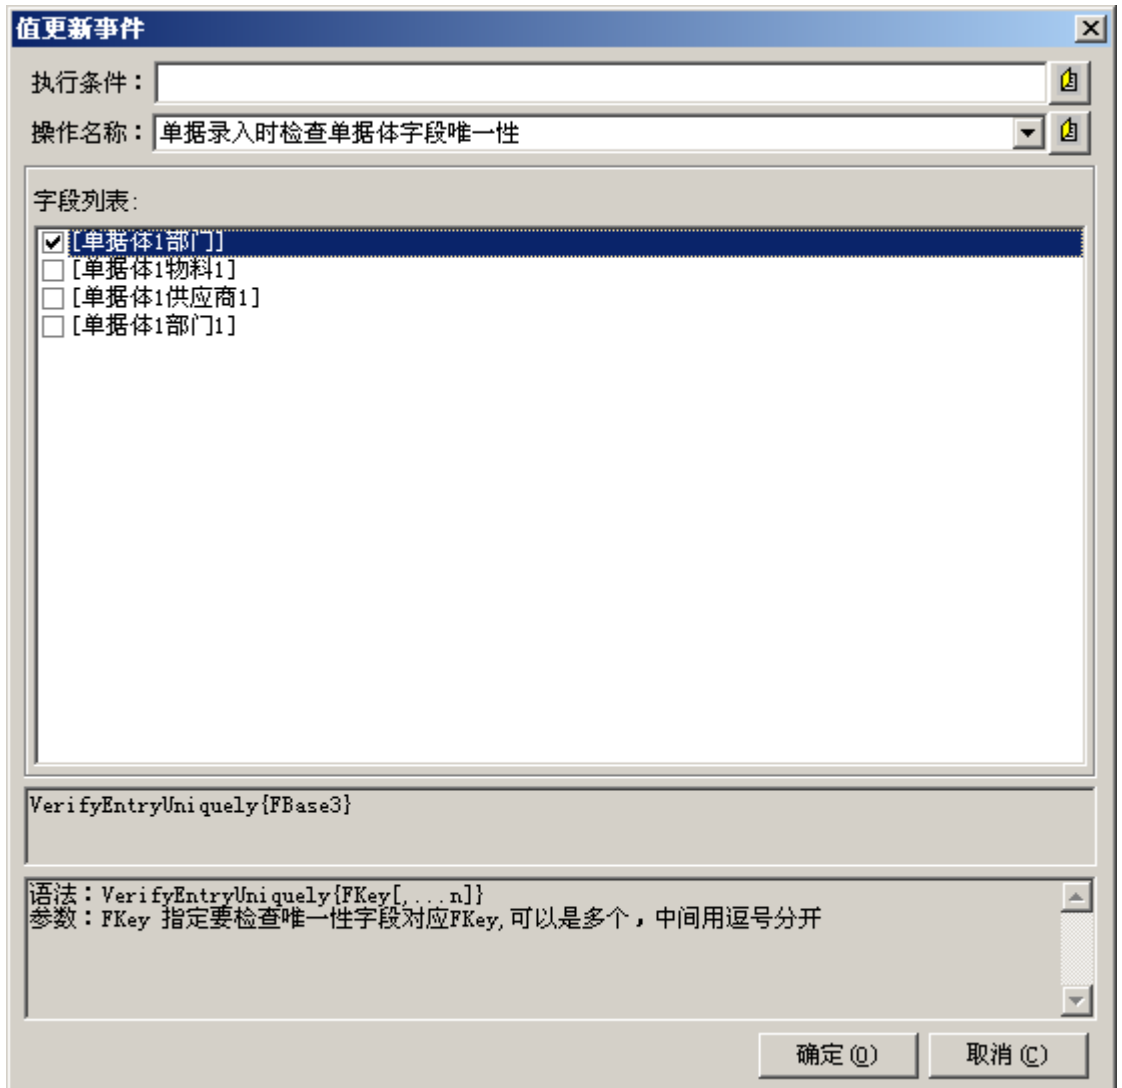 值更新事件
执行条件：
操作名称： 单据录入时检查单据体字段唯一性
字段列表:
[单据体1部门]
[单据体1物料1]
[单据体1供应商1]
[单据体1部门1]
VerifyEntryUniquely{FBase3}
语法：VerifyEntryUniquely{FKey[,...n]}
参数：FKey 指定要检查唯一性字段对应FKey,可以是多个，中间用逗号分开
确定(O) 取消(C)